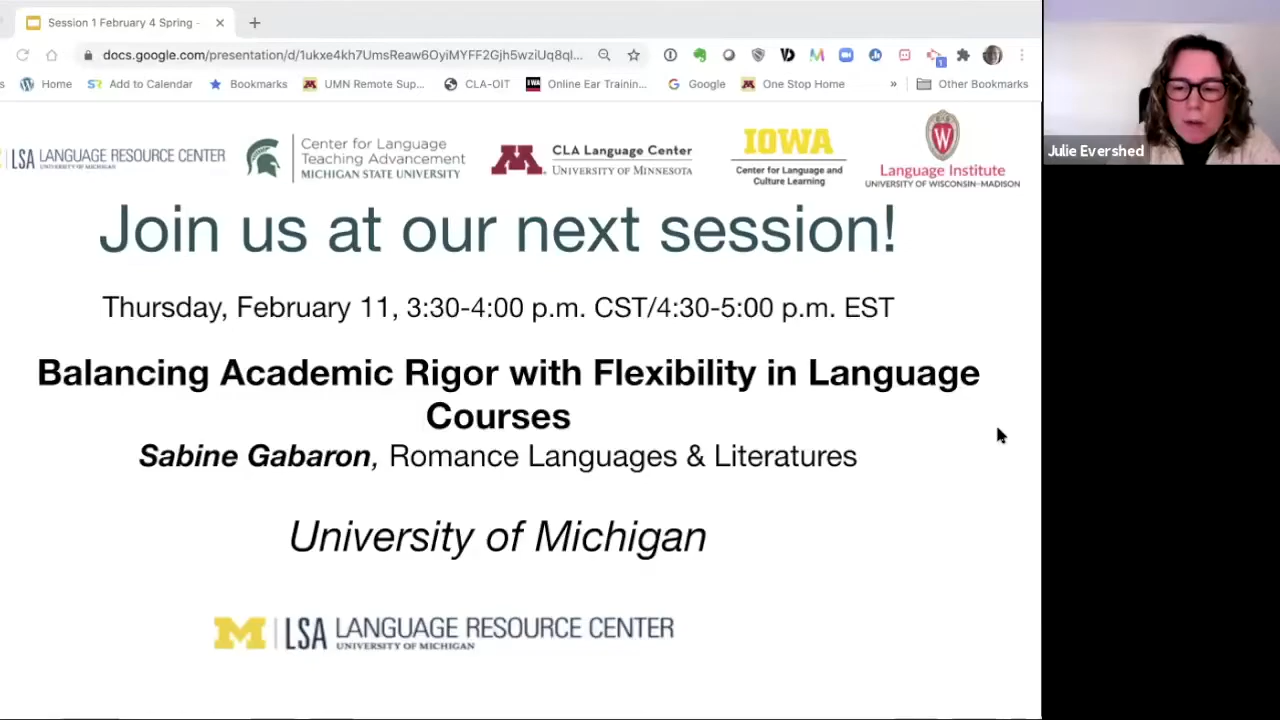 Session 1 February 4 Spring -
docs.google.com/presentation/d/1ukxe4kh7UmsReaw6OyiMYFF2Gjh5wziUq8ql...
s Home Add to Calendar Bookmarks UMN Remote Sup... CLA-OIT Online Ear Trainin... Google One Stop Home » Other Bookmarks
Julie Evershed
LSA LANGUAGE RESOURCE CENTER
UNIVERSITY OF MICHIGAN
Center for Language
Teaching Advancement
MICHIGAN STATE UNIVERSITY
M
CLA Language Center
UNIVERSITY OF MINNESOTA
IOWA
Center for Language and
Culture Learning
W
Language Institute
UNIVERSITY OF WISCONSIN–MADISON
Join us at our next session!
Thursday, February 11, 3:30-4:00 p.m. CST/4:30-5:00 p.m. EST
Balancing Academic Rigor with Flexibility in Language
Courses
Sabine Gabaron, Romance Languages & Literatures
University of Michigan
M LSA LANGUAGE RESOURCE CENTER
UNIVERSITY OF MICHIGAN